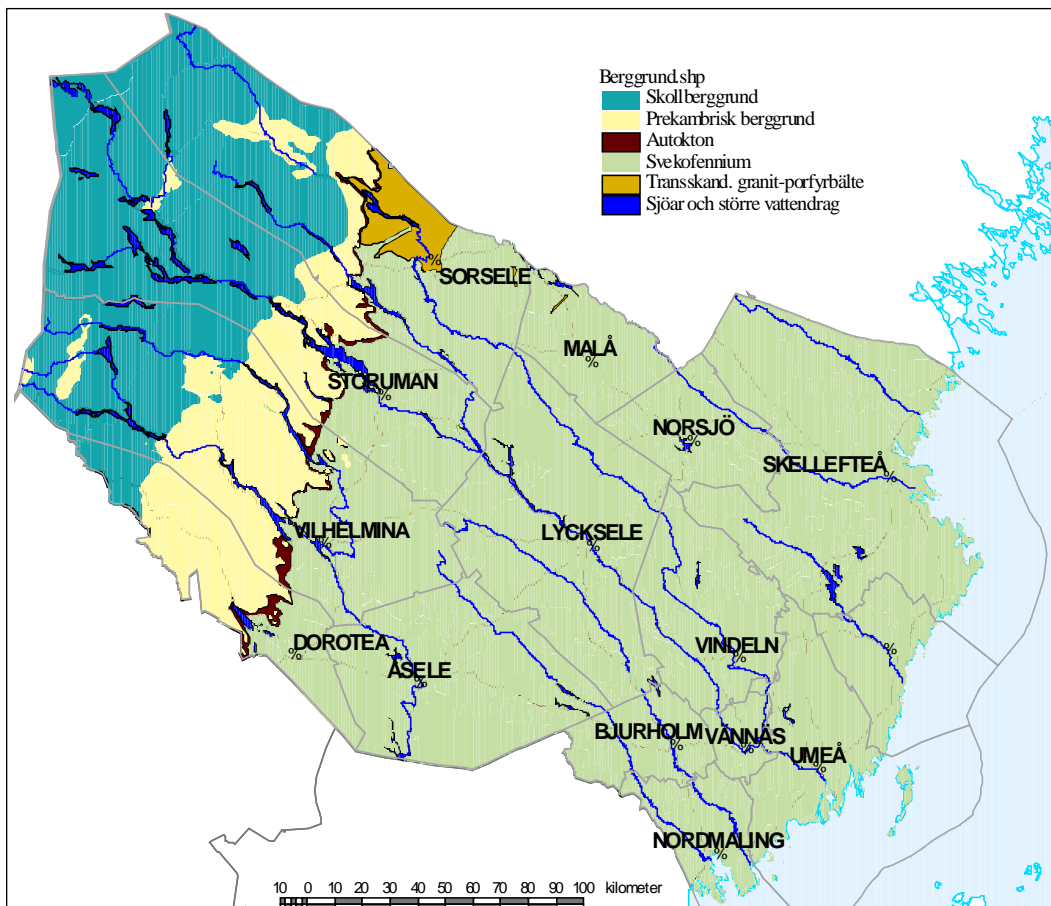 Berggrund.shp
Skollberggrund
Prekambrisk berggrund
Autokton
Svekofennium
Transskand. granit-porfyrbälte
Sjöar och större vattendrag
%
SORSELE
MALÅ
%
STORUMAN
%
NORSJÖ
%
SKELLEFTEÅ
%
VILHELMINA
%
LYCKSELE
%
DOROTEA
%
ÅSELE
%
VINDELN
%
%
BJURHOLM
%
VÄNNÄS
%
UMEÅ
%
NORDMALING
%
10 0 10 20 30 40 50 60 70 80 90 100 kilometer